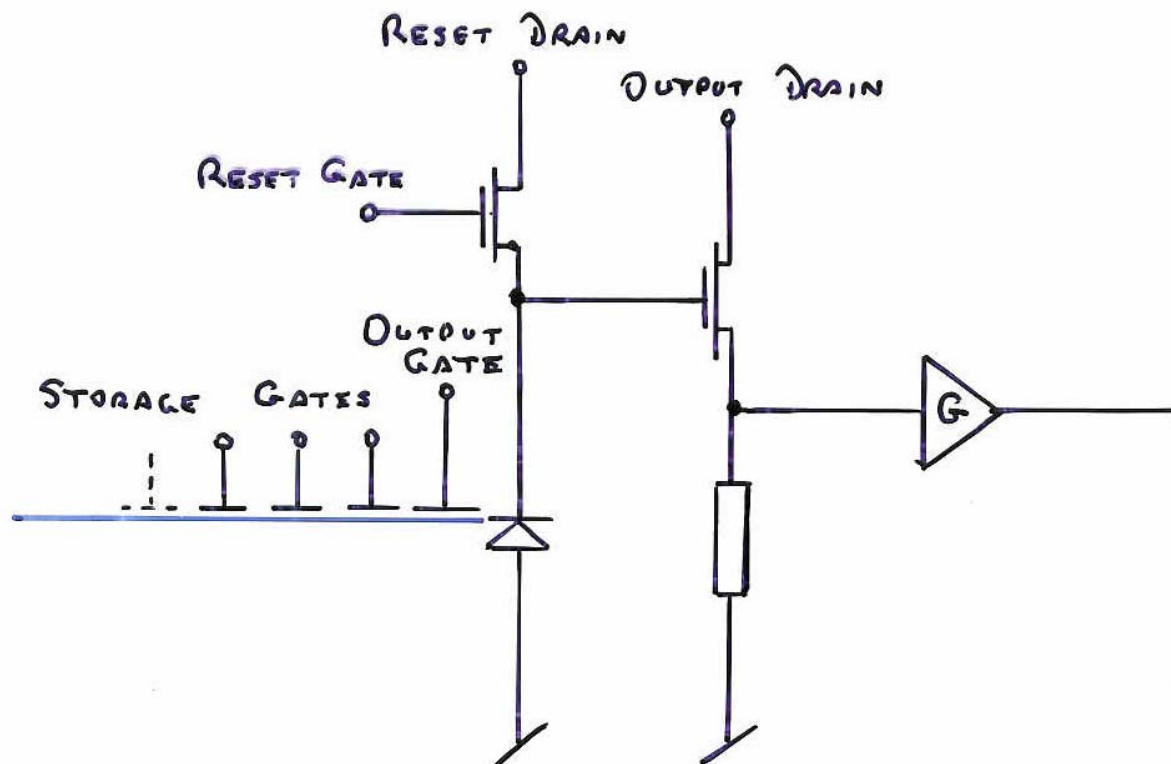 RESET DRAIN
OUTPUT DRAIN
RESET GATE
OUTPUT
GATE
STORAGE GATES
G